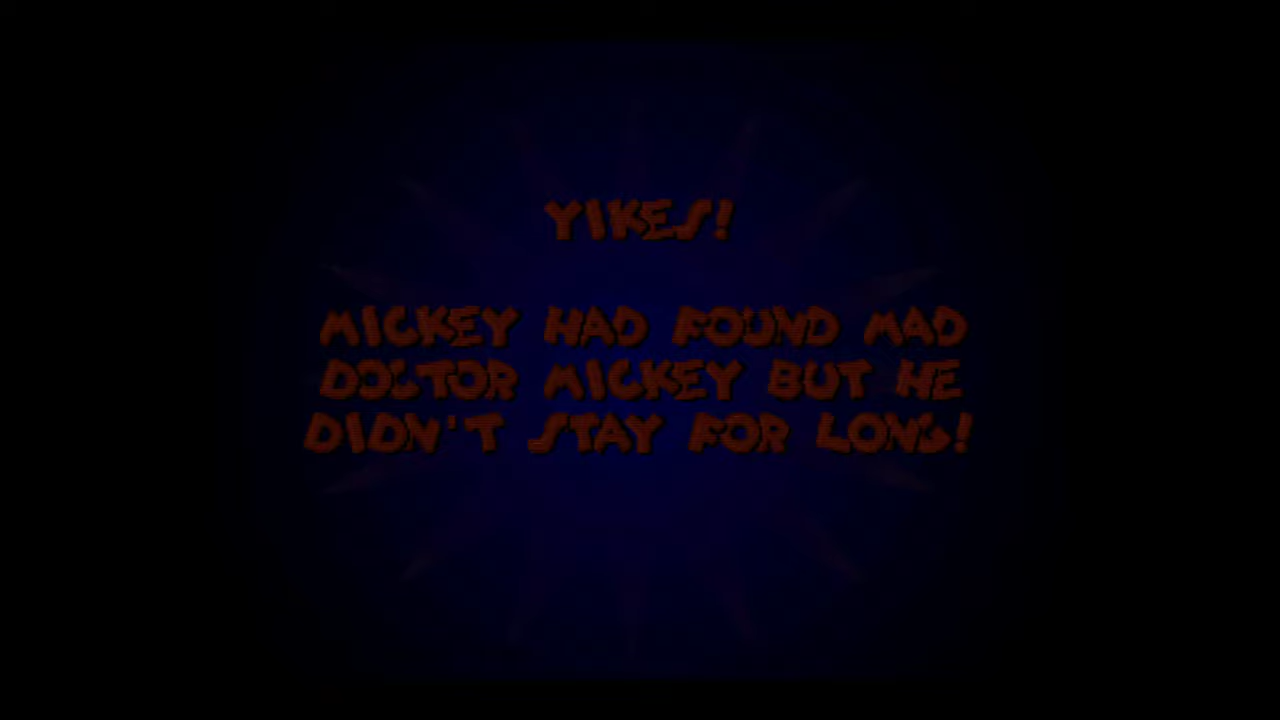 YIKES!
MICKEY HAD FOUND MAD
DOCTOR MICKEY BUT HE
DIDN'T STAY FOR LONG!